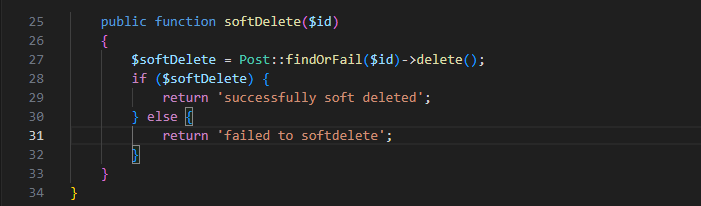 25 public function softDelete($id)
26 {
27 $softDelete = Post::findOrFail($id)->delete();
28 if ($softDelete) {
29 return 'successfully soft deleted';
30 } else {
31 return 'failed to softdelete';
32 }
33 }
34 }